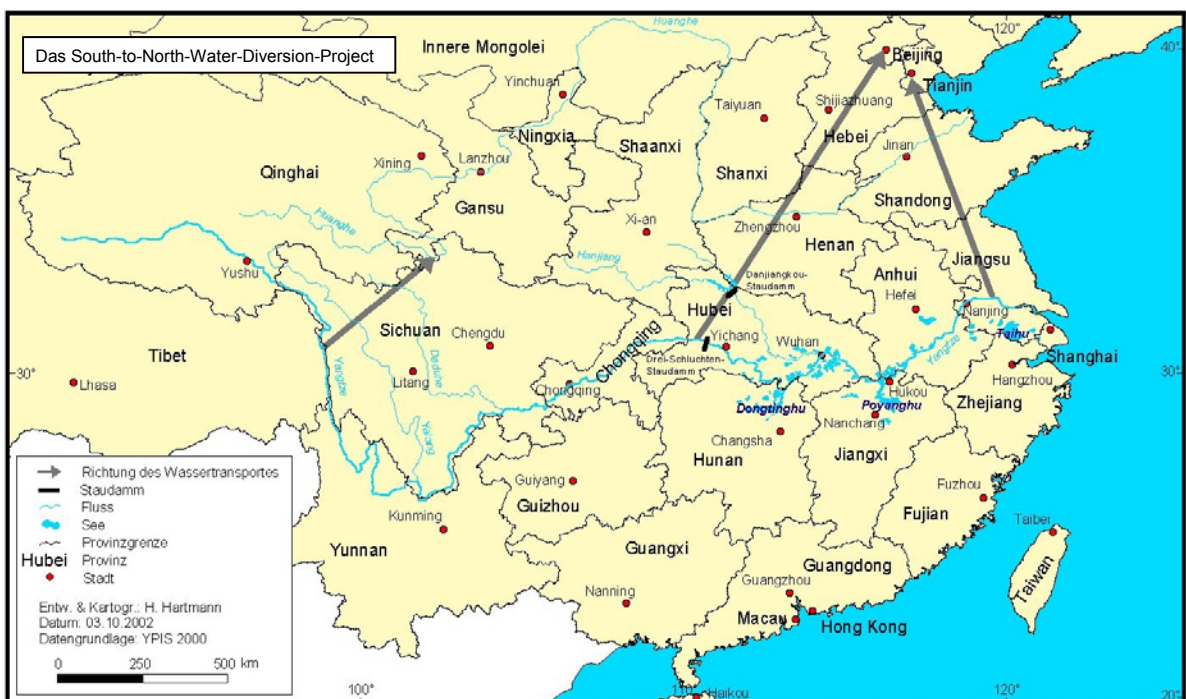 Das South-to-North-Water-Diversion-Project
Huanghe
120°
40°
Innere Mongolei
Beijing
Yinchuan
Tianjin
Taiyuan
Shijiazhuang
Ningxia
Hebei
Shaanxi
Jinan
Xining
Lanzhou
Qinghai
Shanxi
Gansu
Shandong
Huanghe
Xi-an
Zhengzhou
Henan
Hanjiang
Jiangsu
Yushu
Danjiangkou-
Staudamm
Anhui
Hefei
Hubei
Nanjing
Sichuan
Chengdu
Yichang
Wuhan
Yangtze
Taihu
Tibet
Chongqing
Shanghai
Drei-Schluchten-
Staudamm
30°
Lhasa
Yangtze
Litang
Daduhe
Chongqing
Hangzhou
30°
Hukou
Dongtinghu
Poyanghu
Zhejiang
Yalong
Nanchang
Changsha
Hunan
Jiangxi
Richtung des Wassertransportes
Staudamm
Fluss
See
Provinzgrenze
Hubei Provinz
Stadt
Guiyang
Guizhou
Fuzhou
Kunming
Fujian
Taibei
Yunnan
Guangxi
Guangdong
Taiwan
Guangzhou
Nanning
Macau
Hong Kong
Entw. & Kartogr.: H. Hartmann
Datum: 03.10.2002
Datengrundlage: YPIS 2000
0 250 500 km
100°
110°
Haikou
120°
20°